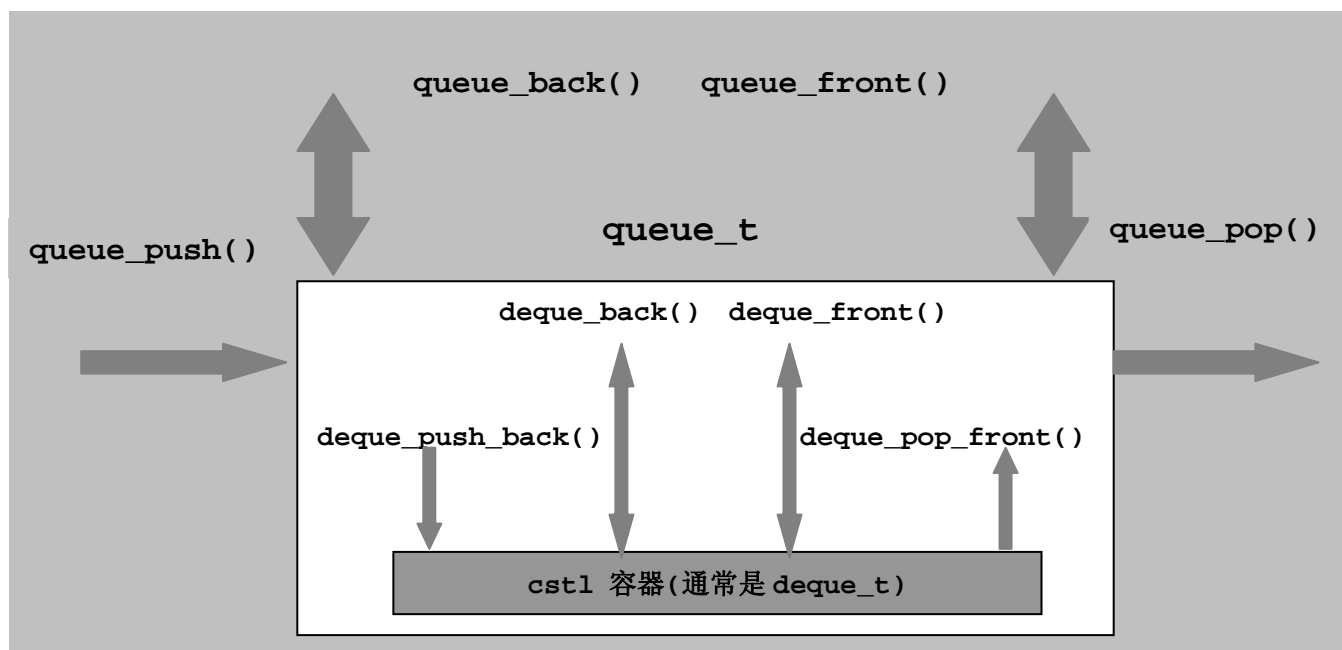 queue_back() queue_front()
queue_t
queue_push()
queue_pop()
deque_back() deque_front()
deque_push_back()
deque_pop_front()
cstl 容器(通常是 deque_t)